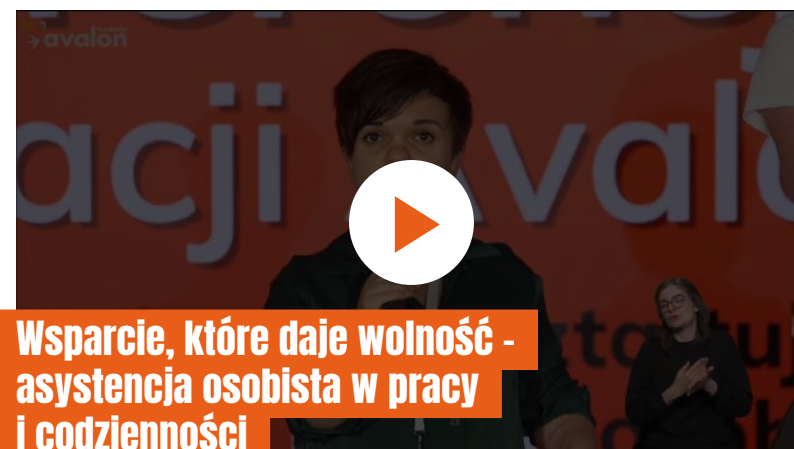 avalon
acji Avalo
Wsparcie, które daje wolność -
asystencja osobista w pracy
i codzienności